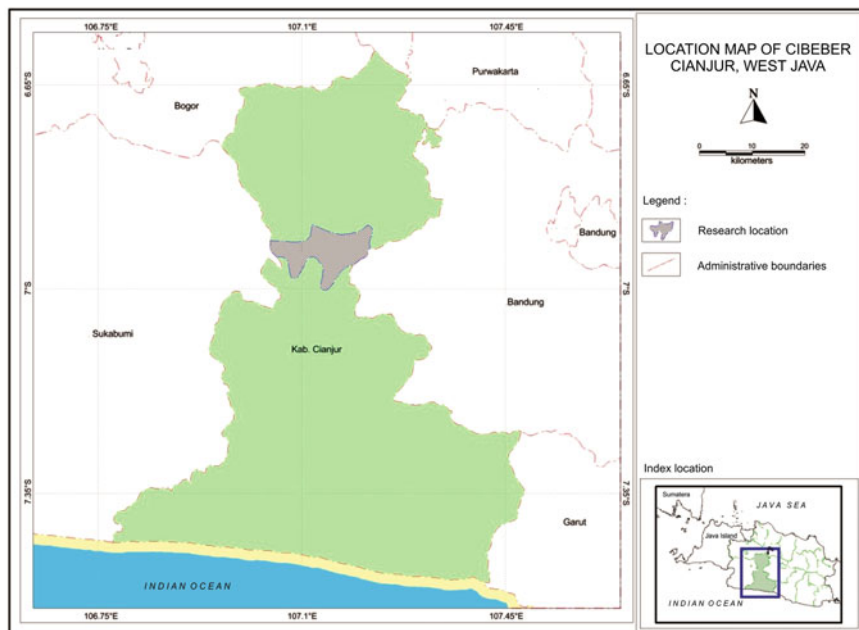 106.75°E
107.1°E
107.45°E
6.65°S
6.65°S
Purwakarta
Bogor
Bandung
7°S
7°S
Bandung
Sukabumi
Kab. Cianjur
7.35°S
7.35°S
Garut
INDIAN OCEAN
106.75°E
107.1°E
107.45°E
LOCATION MAP OF CIBEBER
CIANJUR, WEST JAVA
N
0 10 20
kilometers
Legend :
Research location
Administrative boundaries
Index location
Sumatera
JAVA SEA
Java Island
INDIAN OCEAN